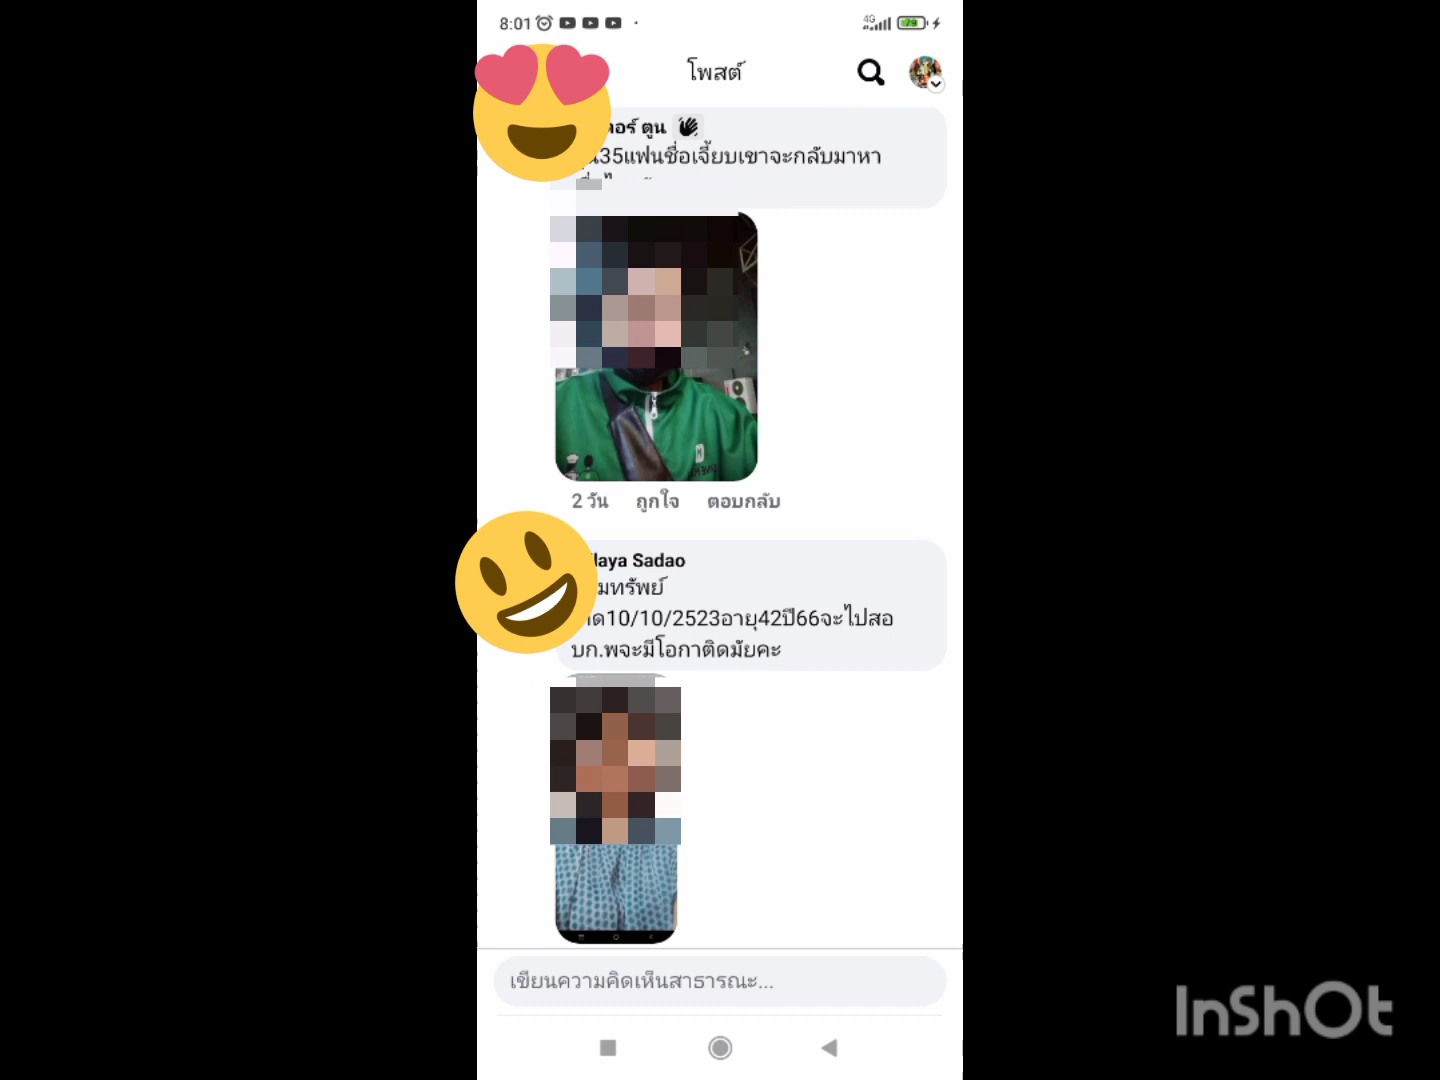 8:01
4G
79
โพสต์
ตูน
35แฟนชื่อเจี๊ยบเขาจะกลับมาหา
2 วัน ถูกใจ ตอบกลับ
laya Sadao
มทรัพย์
10/10/2523อายุ42ปี66จะไปสอ
บก.พจะมีโอกาติดมัยคะ
เขียนความคิดเห็นสาธารณะ...
InShOt